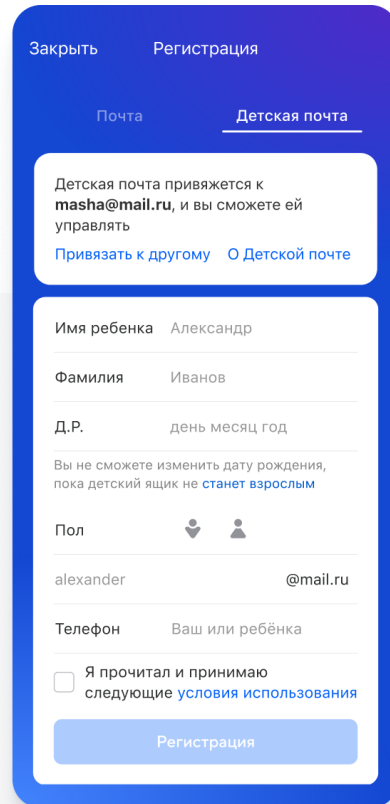 Закрыть Регистрация
Почта Детская почта
Детская почта привяжется к
masha@mail.ru, и вы сможете ей
управлять
Привязать к другому О Детской почте
Имя ребенка Александр
Фамилия Иванов
Д.Р. день месяц год
Вы не сможете изменить дату рождения,
пока детский ящик не станет взрослым
Пол
alexander @mail.ru
Телефон Ваш или ребёнка
Я прочитал и принимаю
следующие условия использования
Регистрация